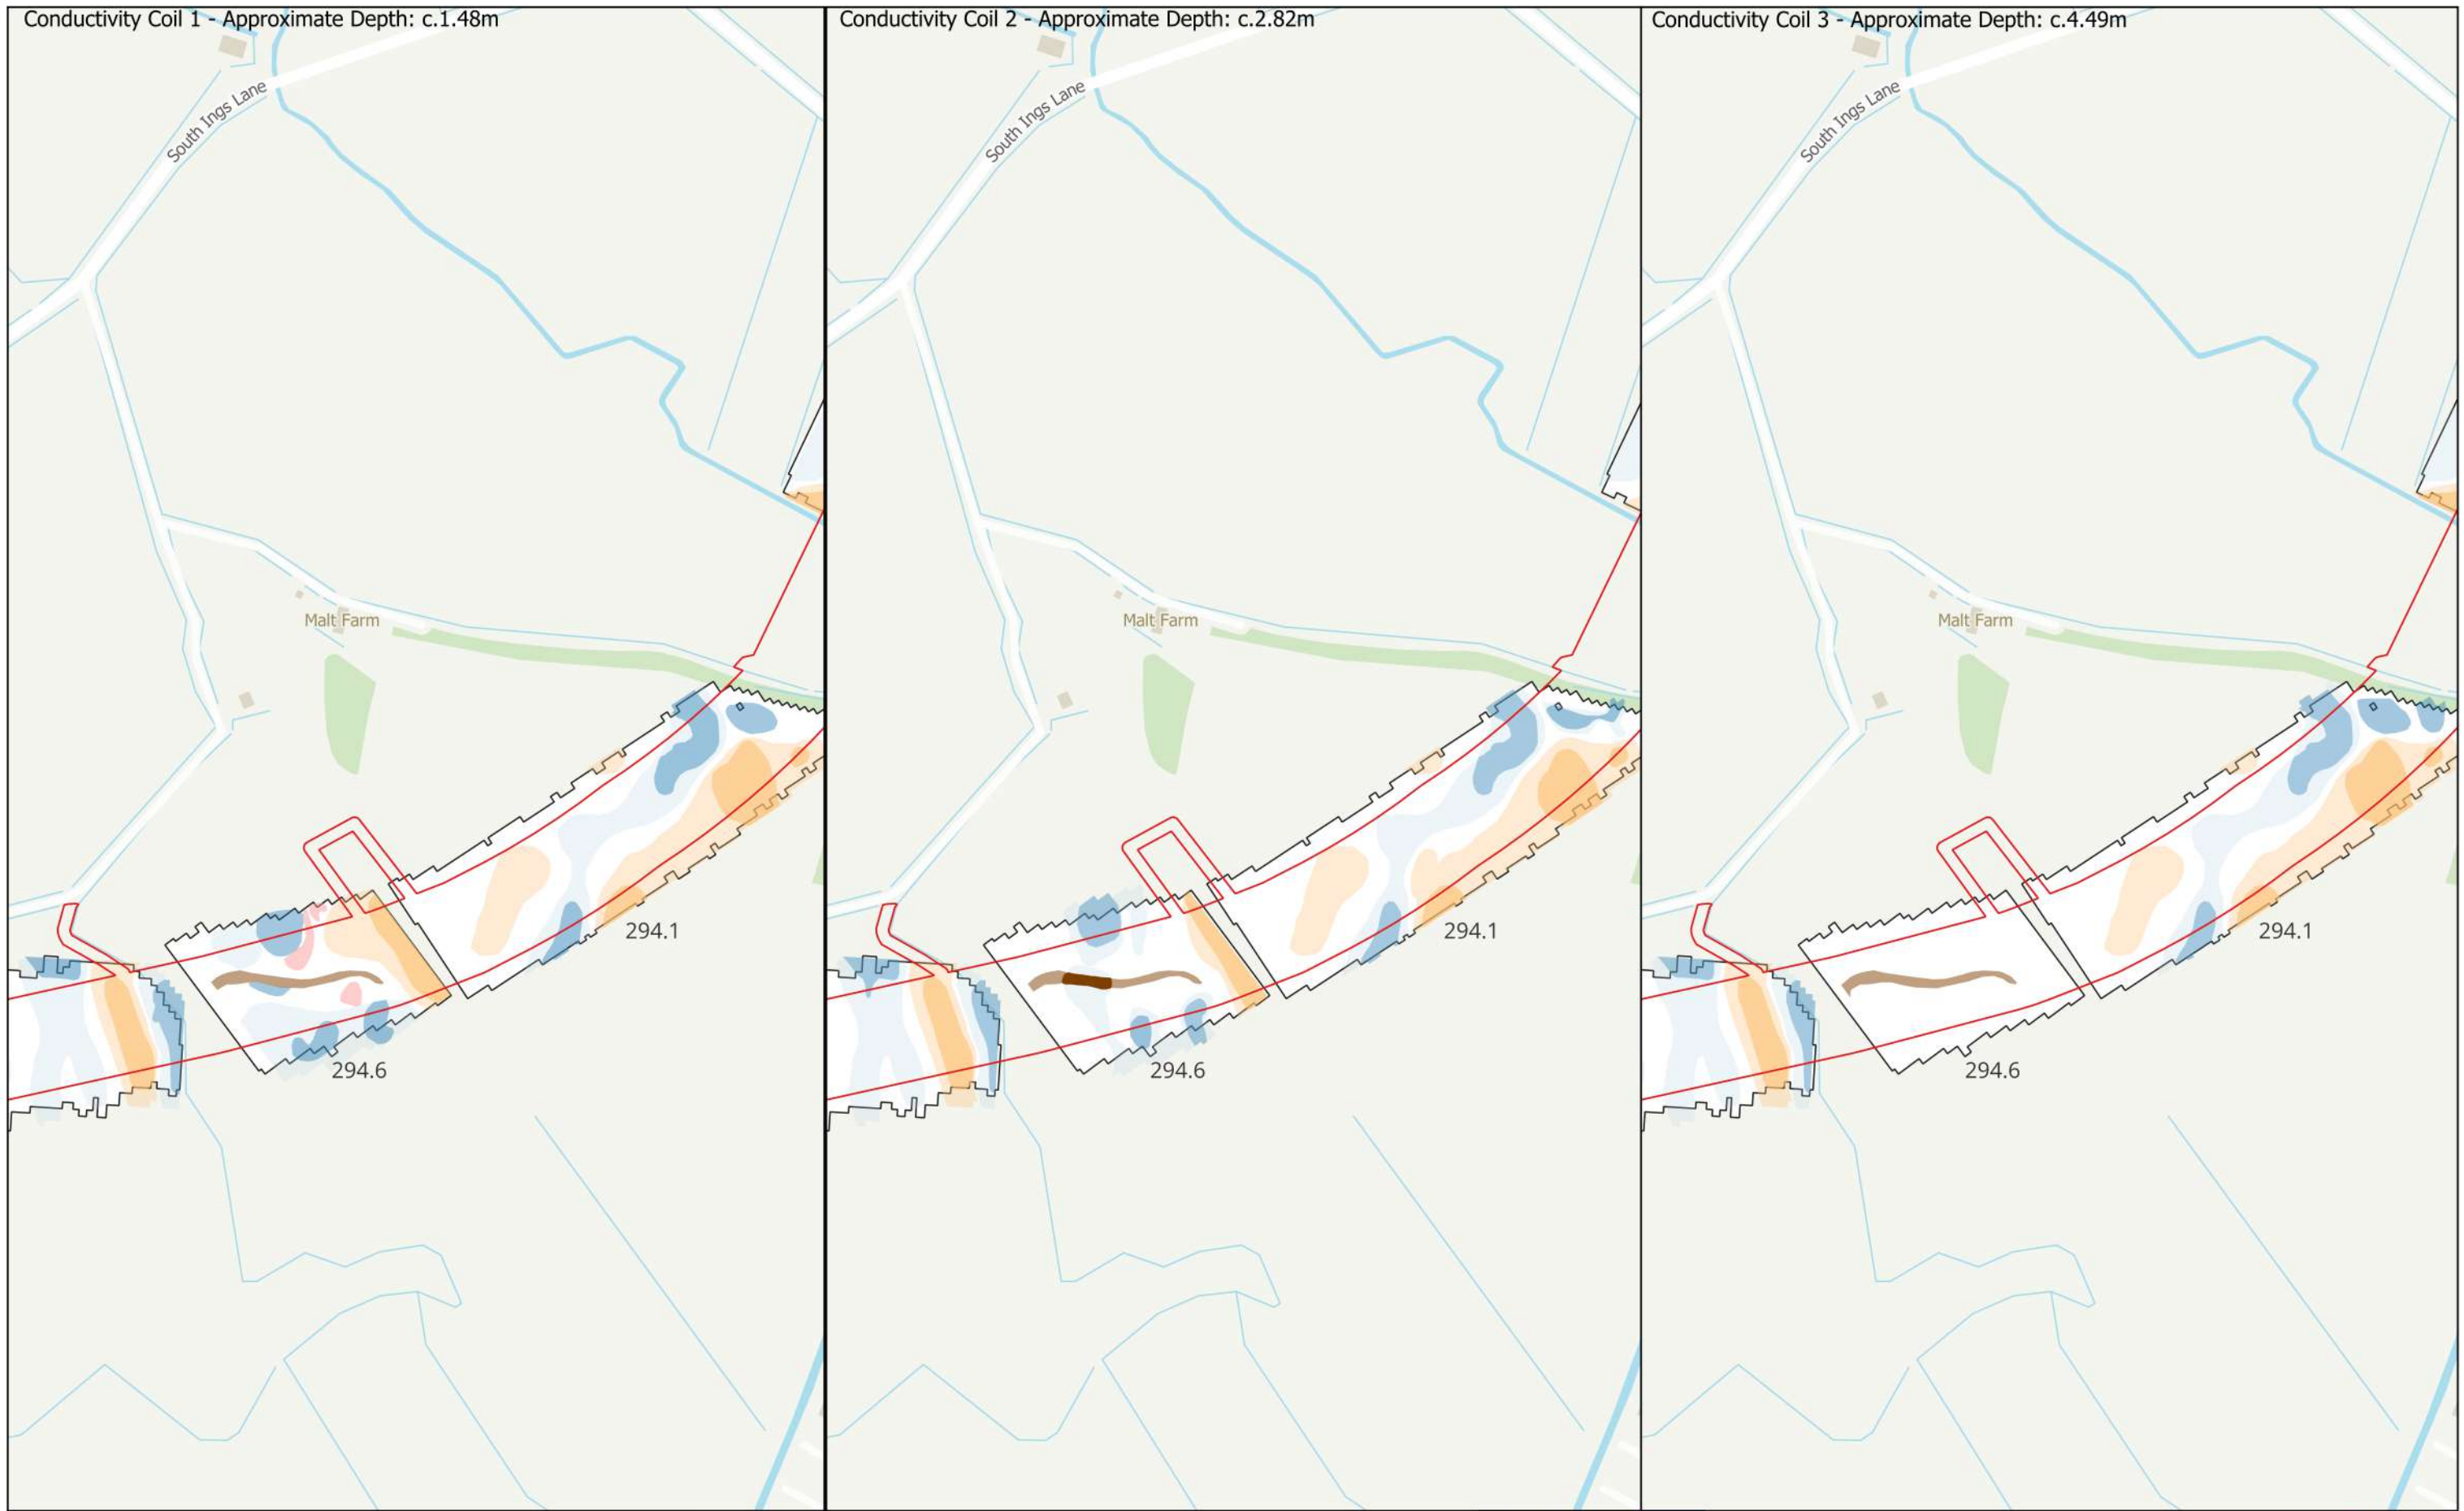 Conductivity Coil 1 - Approximate Depth: c.1.48m
South Ings Lane
Malt Farm
294.1
294.6
Conductivity Coil 2 - Approximate Depth: c.2.82m
South Ings Lane
Malt Farm
294.1
294.6
Conductivity Coil 3 - Approximate Depth: c.4.49m
South Ings Lane
Malt Farm
294.1
294.6